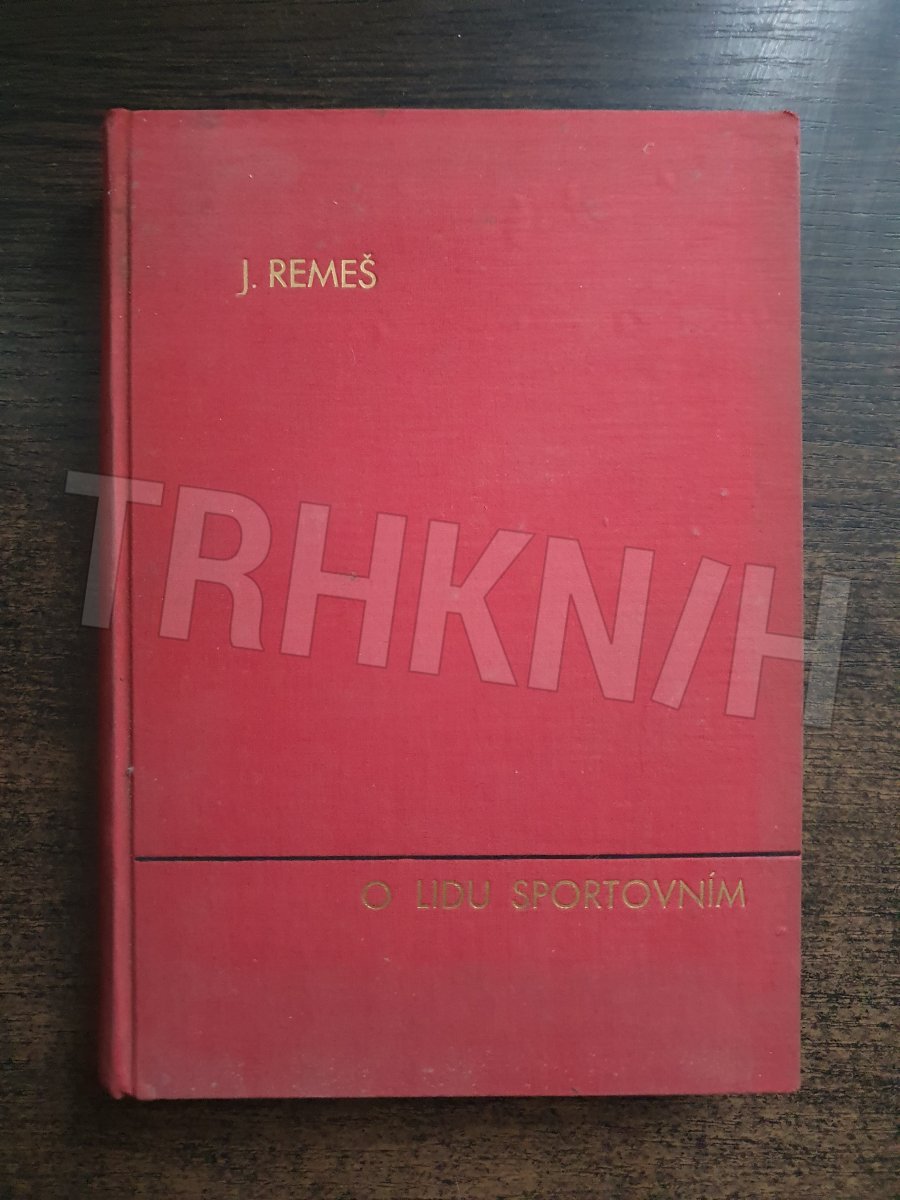 J. REMEŠ
TRHKNIH
O LIDU SPORTOVNÍM